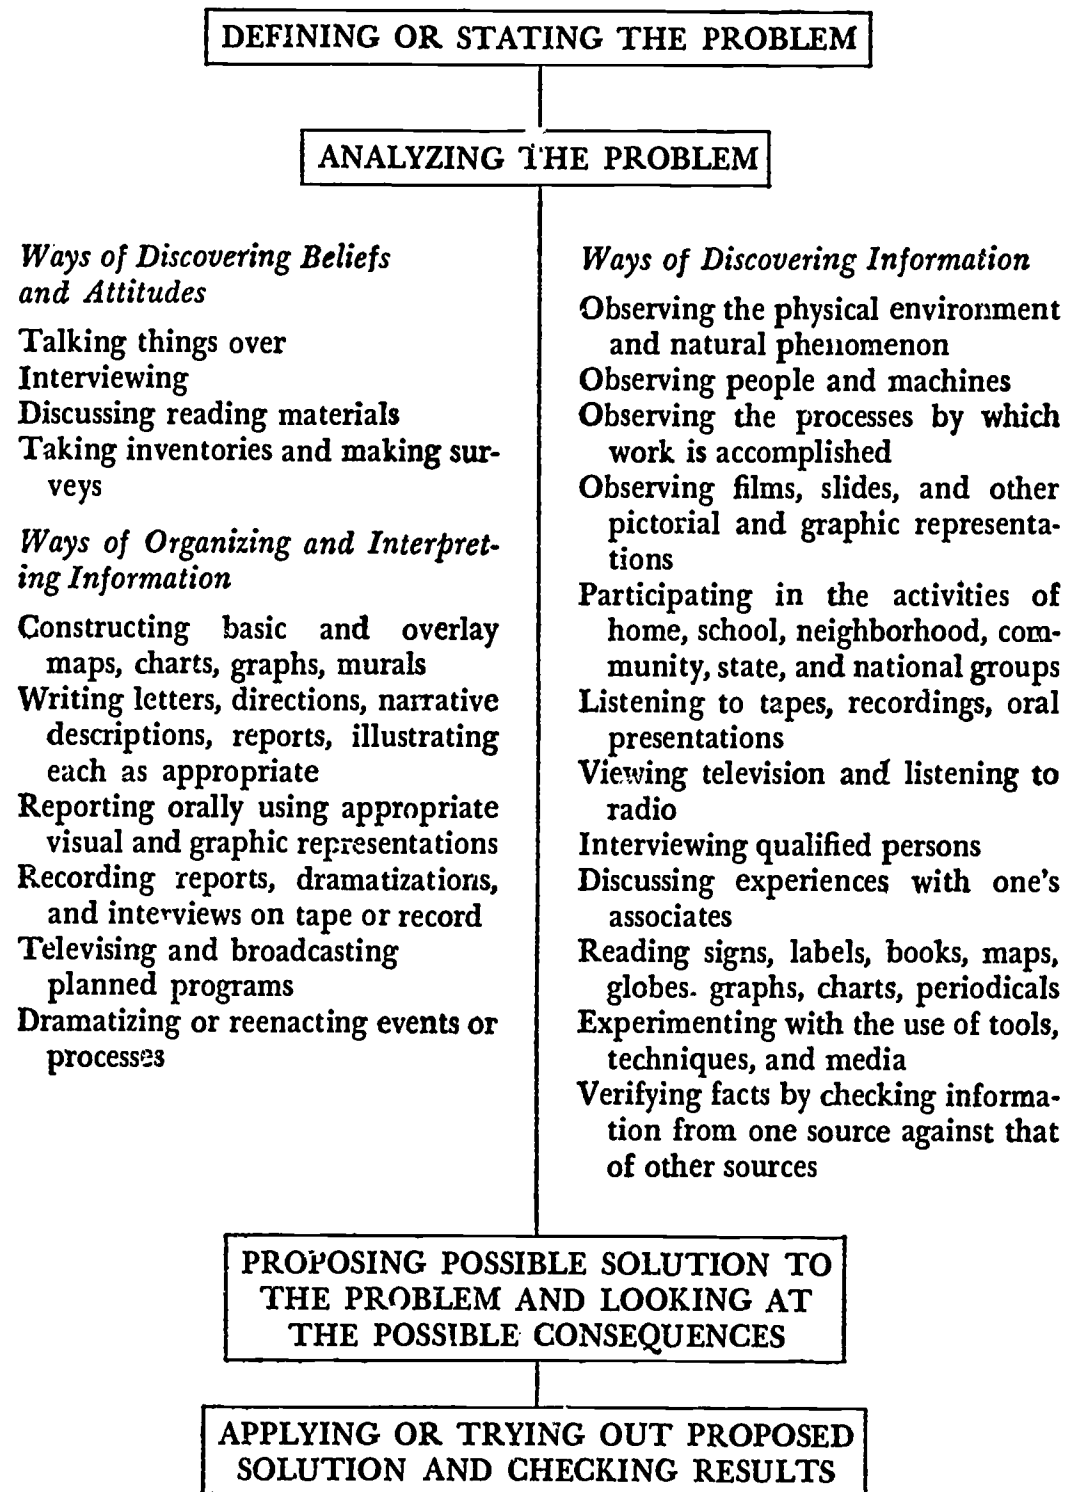 DEFINING OR STATING THE PROBLEM
ANALYZING THE PROBLEM
Ways of Discovering Beliefs
and Attitudes
Talking things over
Interviewing
Discussing reading materials
Taking inventories and making sur-
veys
Ways of Organizing and Interpret-
ing Information
Constructing basic and overlay
maps, charts, graphs, murals
Writing letters, directions, narrative
descriptions, reports, illustrating
each as appropriate
Reporting orally using appropriate
visual and graphic representations
Recording reports, dramatizations,
and interviews on tape or record
Televising and broadcasting
planned programs
Dramatizing or reenacting events or
processes
Ways of Discovering Information
Observing the physical environment
and natural phenomenon
Observing people and machines
Observing the processes by which
work is accomplished
Observing films, slides, and other
pictorial and graphic representa-
tions
Participating in the activities of
home, school, neighborhood, com-
munity, state, and national groups
Listening to tapes, recordings, oral
presentations
Viewing television and listening to
radio
Interviewing qualified persons
Discussing experiences with one's
associates
Reading signs, labels, books, maps,
globes. graphs, charts, periodicals
Experimenting with the use of tools,
techniques, and media
Verifying facts by checking informa-
tion from one source against that
of other sources
PROPOSING POSSIBLE SOLUTION TO
THE PROBLEM AND LOOKING AT
THE POSSIBLE CONSEQUENCES
APPLYING OR TRYING OUT PROPOSED
SOLUTION AND CHECKING RESULTS